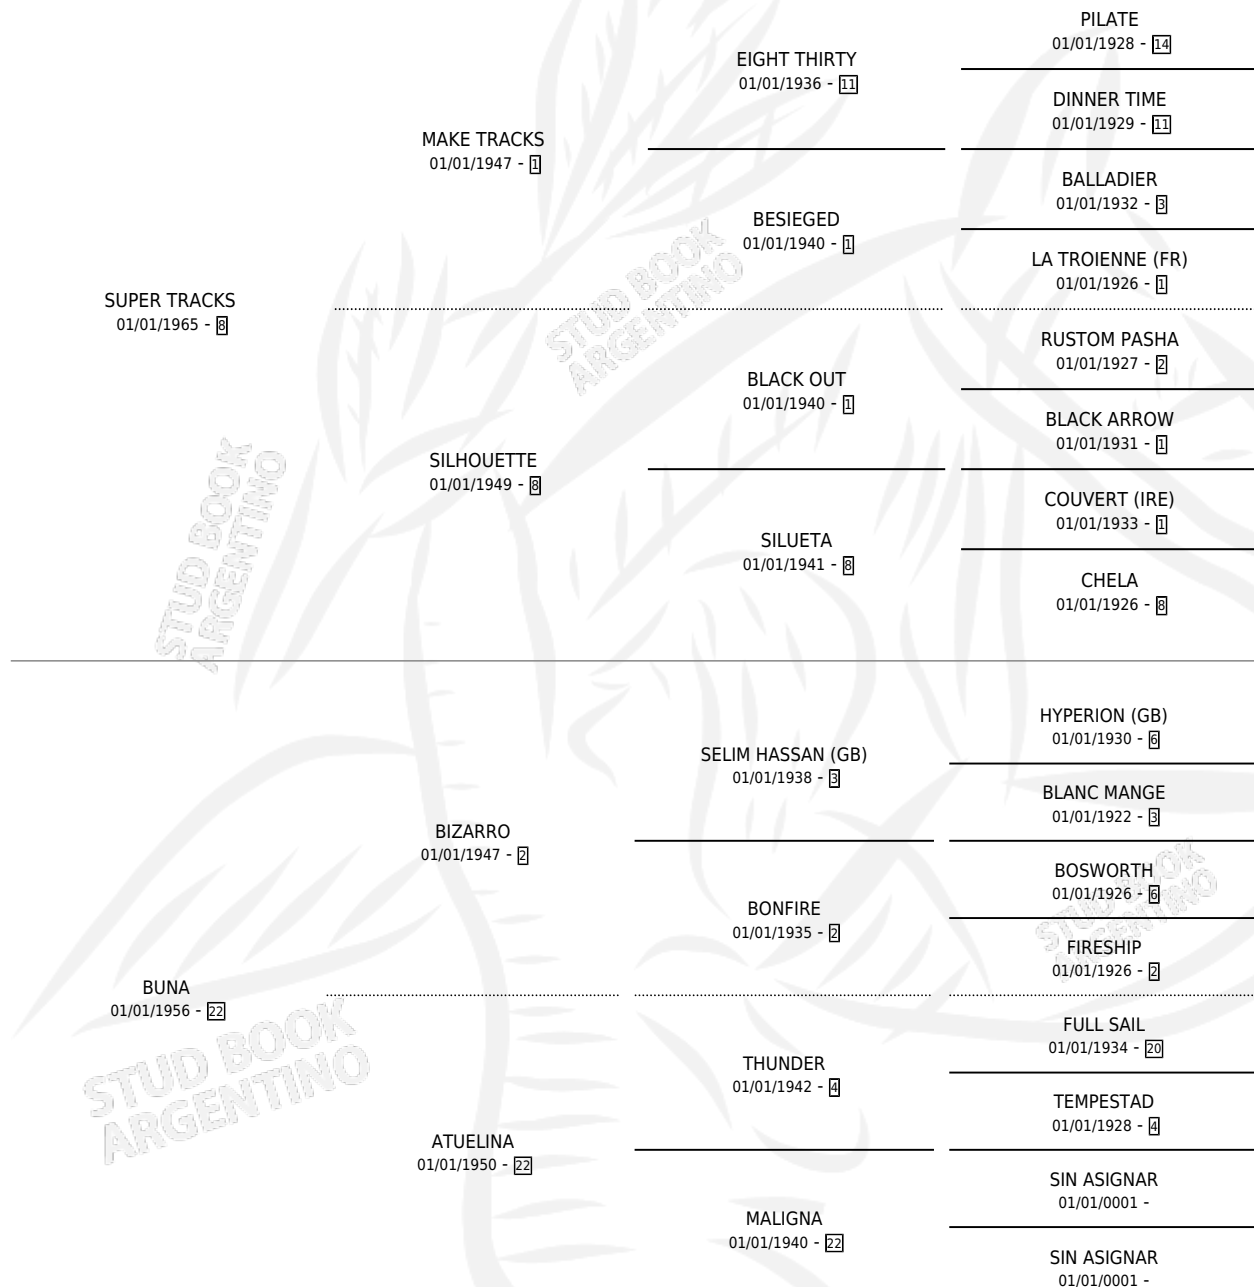 PILATE
01/01/1928 - 14
EIGHT THIRTY
01/01/1936 - 11
DINNER TIME
01/01/1929 - 11
MAKE TRACKS
01/01/1947 - 1
BALLADIER
01/01/1932 - 3
BESIEGED
01/01/1940 - 1
LA TROIENNE (FR)
01/01/1926 - 1
SUPER TRACKS
01/01/1965 - 8
RUSTOM PASHA
01/01/1927 - 2
BLACK OUT
01/01/1940 - 1
BLACK ARROW
01/01/1931 - 1
SILHOUETTE
01/01/1949 - 8
COUVERT (IRE)
01/01/1933 - 1
SILUETA
01/01/1941 - 8
CHELA
01/01/1926 - 8
HYPERION (GB)
01/01/1930 - 6
SELIM HASSAN (GB)
01/01/1938 - 3
BLANC MANGE
01/01/1922 - 3
BIZARRO
01/01/1947 - 2
BOSWORTH
01/01/1926 - 6
BONFIRE
01/01/1935 - 2
FIRESHIP
01/01/1926 - 2
BUNA
01/01/1956 - 22
FULL SAIL
01/01/1934 - 20
THUNDER
01/01/1942 - 4
TEMPESTAD
01/01/1928 - 4
ATUELINA
01/01/1950 - 22
SIN ASIGNAR
01/01/0001 -
MALIGNA
01/01/1940 - 22
SIN ASIGNAR
01/01/0001 -
STUD BOOK
ARGENTINO
STUD BOOK
ARGENTINO
STUD BOOK
ARGENTINO
STUD BOOK
ARGENTINO